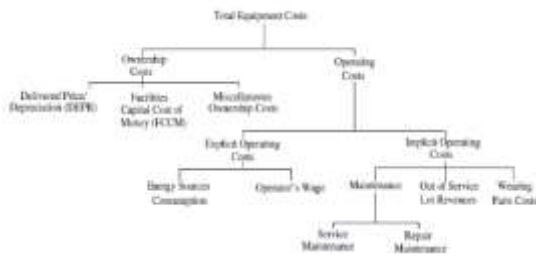 Total Equipment Costs
Ownership
Costs
Operating
Costs
Delivered Price/
Depreciation (DEPR)
Facilities
Capital Cost of
Money (FCCM)
Miscellaneous
Ownership Costs
Explicit Operating
Costs
Implicit Operating
Costs
Energy Sources
Consumption
Operator's Wage
Maintenance
Out of Service
Lot Revenues
Wearing
Parts Costs
Service
Maintenance
Repair
Maintenance